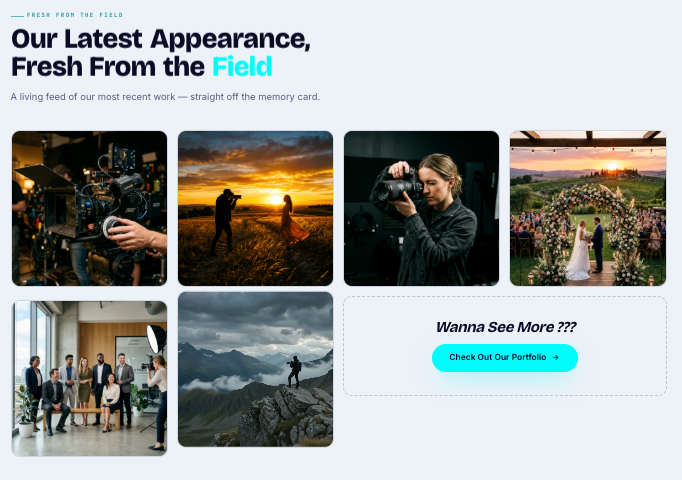 FRESH FROM THE FIELD
Our Latest Appearance,
Fresh From the Field
A living feed of our most recent work — straight off the memory card.
Wanna See More ???
Check Out Our Portfolio →